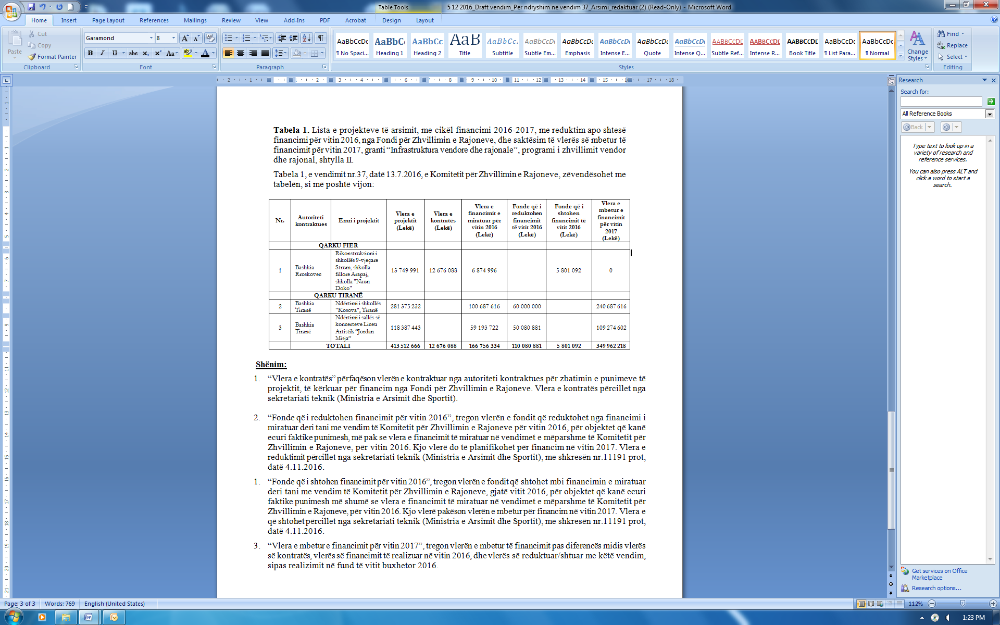 Table Tools
5 12 2016_Draft vendim_Per ndryshim ne vendim 37_Arsimi_redaktuar (2) (Read-Only) - Microsoft Word
Home Insert Page Layout References Mailings Review View Add-Ins PDF Acrobat Design Layout
Paste
Cut
Copy
Format Painter
Clipboard
Garamond 8
Font
Paragraph
AaBbCcDc AaBbC AaBbCc AaB AaBbCc. AaBbCcDc AaBbCcDc AaBbCcDc AaBbCcDc AaBbCcDc AABBCCDE AABBCCDE AaBbCcDc AaBbCcDc AaBbCcDc
¶ No Spaci... Heading 1 Heading 2 Title Subtitle Subtle Em... Emphasis Intense E... Quote Intense Q... Subtle Ref... Intense R... Book Title ¶ List Para... ¶ Normal
Styles
Change
Styles
Find
Replace
Select
Editing
Tabela 1. Lista e projekteve të arsimit, me cikël financimi 2016-2017, me reduktim apo shtesë
financimi për vitin 2016, nga Fondi për Zhvillimin e Rajoneve, dhe saktësim të vlerës së mbetur të
financimit për vitin 2017, granti “Infrastruktura vendore dhe rajonale”, programi i zhvillimit vendor
dhe rajonal, shtylla II.
Tabela 1, e vendimit nr.37, datë 13.7.2016, e Komitetit për Zhvillimin e Rajoneve, zëvendësohet me
tabelën, si më poshtë vijon:
Nr.
Autoriteti
kontraktues
Emri i projektit
Vlera e
projektit
(Lekë)
Vlera e
kontratës
(Lekë)
Vlera e
financimit e
miratuar për
vitin 2016
(Lekë)
Fonde që i
reduktohen
financimit
të vitit 2016
(Lekë)
Fonde që i
shtohen
financimit të
vitit 2016
(Lekë)
Vlera e
mbetur e
financimit
për vitin
2017
(Lekë)
QARKU FIER
1
Bashkia
Rroskovec
Rikonstruksioni i
shkollës 9-vjeçare
Strum, shkolla
fillore Arapaj,
shkolla "Naun
Doko"
13 749 991 12 676 088 6 874 996 5 801 092 0
QARKU TIRANË
2
Bashkia
Tiranë
Ndërtimi i shkollës
"Kosova", Tiranë
281 375 232 100 687 616 60 000 000 240 687 616
3
Bashkia
Tiranë
Ndërtimi i sallës së
koncerteve Liceu
Artistik “Jordan
Misja”
118 387 443 59 193 722 50 080 881 109 274 602
TOTALI 413 512 666 12 676 088 166 756 334 110 080 881 5 801 092 349 962 218
Shënim:
1. “Vlera e kontratës” përfaqëson vlerën e kontraktuar nga autoriteti kontraktues për zbatimin e punimeve të
projektit, të kërkuar për financim nga Fondi për Zhvillimin e Rajoneve. Vlera e kontratës përcillet nga
sekretariati teknik (Ministria e Arsimit dhe Sportit).
2. “Fonde që i reduktohen financimit për vitin 2016”, tregon vlerën e fondit që reduktohet nga financimi i
miratuar deri tani me vendim të Komitetit për Zhvillimin e Rajoneve për vitin 2016, për objektet që kanë
ecuri faktike punimesh, më pak se vlera e financimit të miratuar në vendimet e mëparshme të Komitetit për
Zhvillimin e Rajoneve, për vitin 2016. Kjo vlerë do të planifikohet për financim në vitin 2017. Vlera e
reduktimit përcillet nga sekretariati teknik (Ministria e Arsimit dhe Sportit), me shkresën nr.11191 prot,
datë 4.11.2016.
1. “Fonde që i shtohen financimit për vitin 2016”, tregon vlerën e fondit që shtohet mbi financimin e miratuar
deri tani me vendim të Komitetit për Zhvillimin e Rajoneve, gjatë vitit 2016, për objektet që kanë ecuri
faktike punimesh më shumë se vlera e financimit të miratuar në vendimet e mëparshme të Komitetit për
Zhvillimin e Rajoneve, për vitin 2016. Kjo vlerë pakëson vlerën e mbetur për financim në vitin 2017. Vlera e
që shtohet përcillet nga sekretariati teknik (Ministria e Arsimit dhe Sportit), me shkresën nr.11191 prot,
datë 4.11.2016.
3. “Vlera e mbetur e financimit për vitin 2017”, tregon vlerën e mbetur të financimit pas diferencës midis vlerës
së kontratës, vlerës së financimit të realizuar në vitin 2016, dhe vlerës së reduktuar/shtuar me këtë vendim,
sipas realizimit në fund të vitit buxhetor 2016.
Research
Search for:
All Reference Books
Back
Type text to look up in a
variety of research and
reference services.
You can also press ALT and
click a word to start a
search.
Get services on Office
Marketplace
Research options...
Page: 3 of 3 Words: 769 English (United States)
112%
1:23 PM